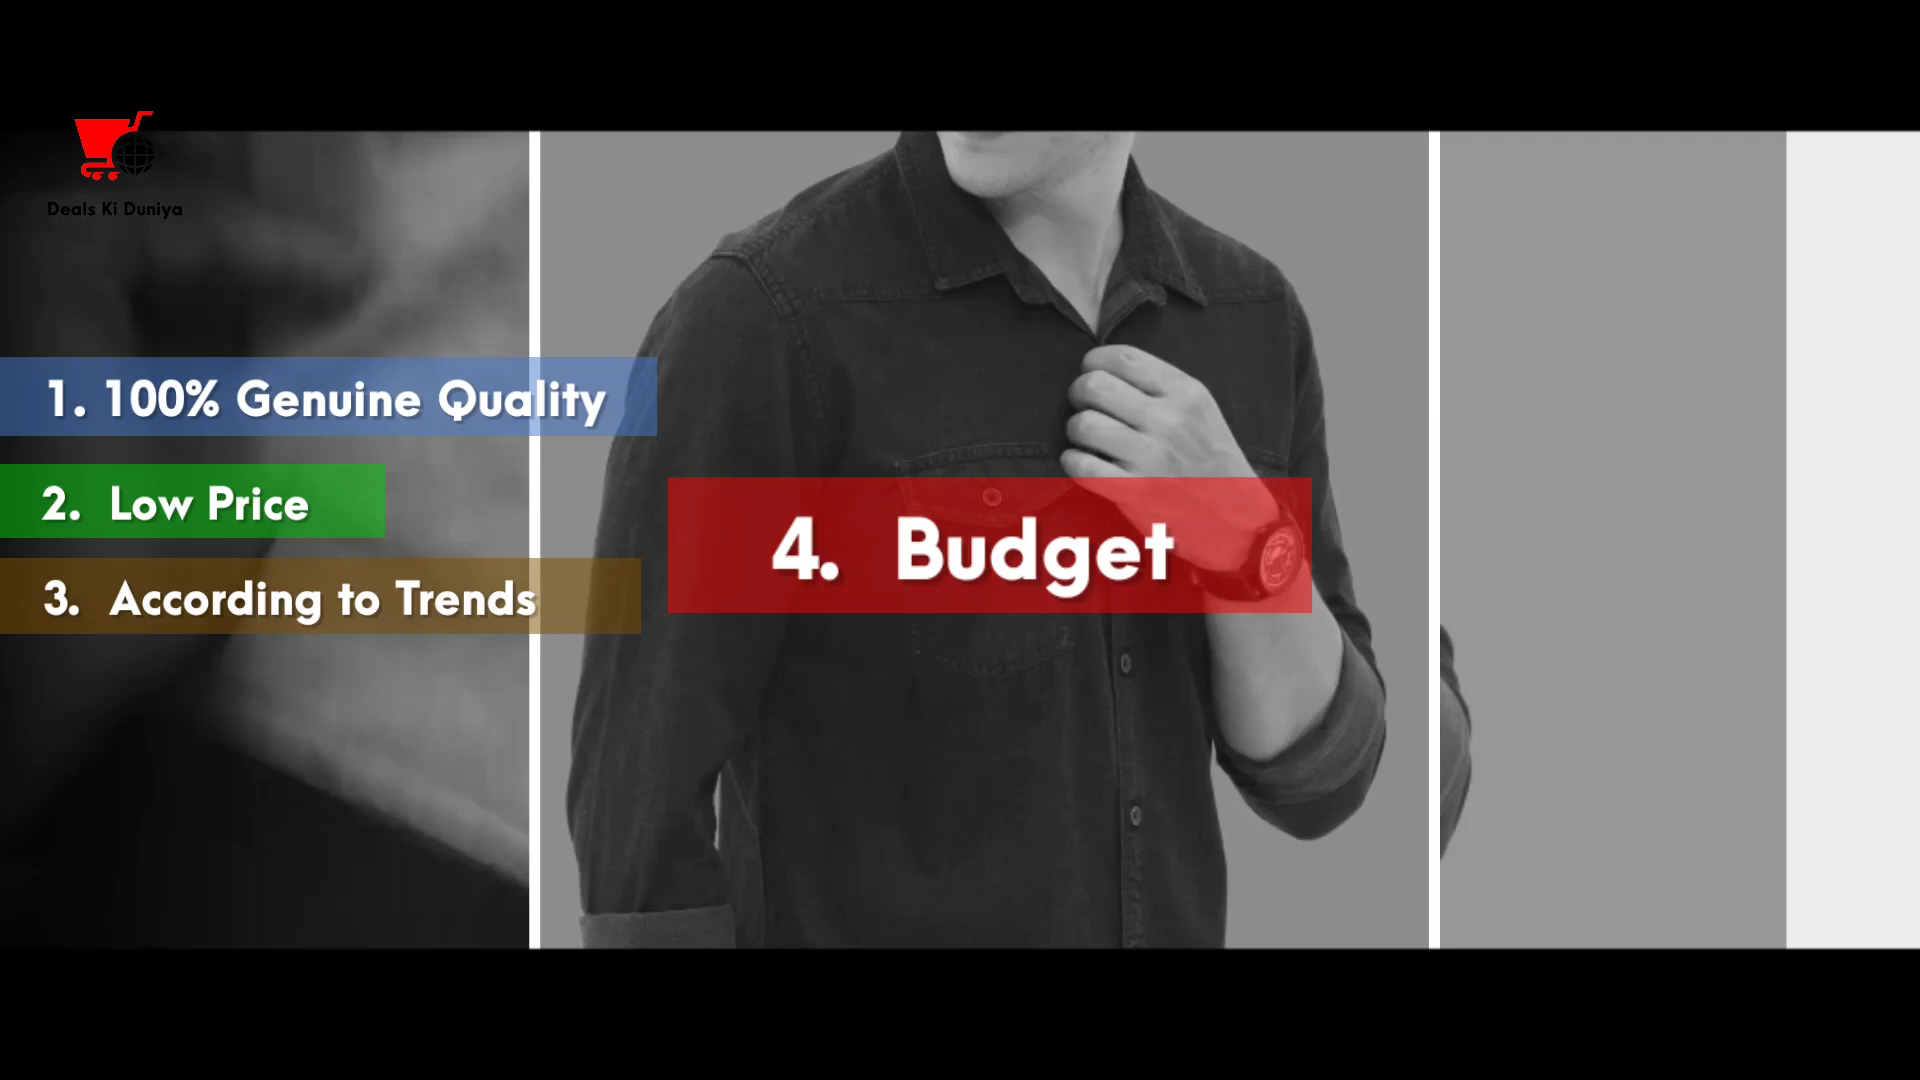 Deals Ki Duniya
1. 100% Genuine Quality
2. Low Price
3. According to Trends
4. Budget